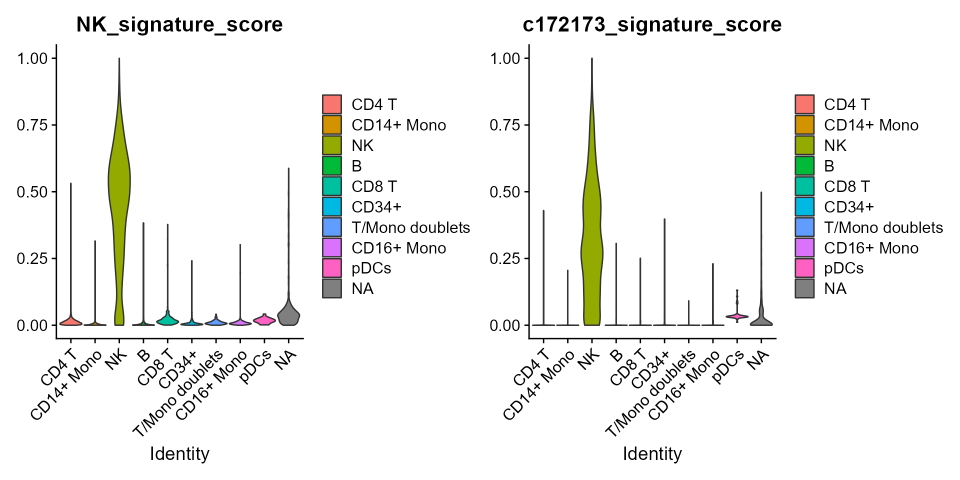 NK_signature_score
1.00
0.75
0.50
0.25
0.00
CD4 T
CD14+ Mono
NK
B
CD8 T
CD34+
T/Mono doublets
CD16+ Mono
pDCs
NA
Identity
CD4 T
CD14+ Mono
NK
B
CD8 T
CD34+
T/Mono doublets
CD16+ Mono
pDCs
NA
c172173_signature_score
1.00
0.75
0.50
0.25
0.00
CD4 T
CD14+ Mono
NK
B
CD8 T
CD34+
T/Mono doublets
CD16+ Mono
pDCs
NA
Identity
CD4 T
CD14+ Mono
NK
B
CD8 T
CD34+
T/Mono doublets
CD16+ Mono
pDCs
NA